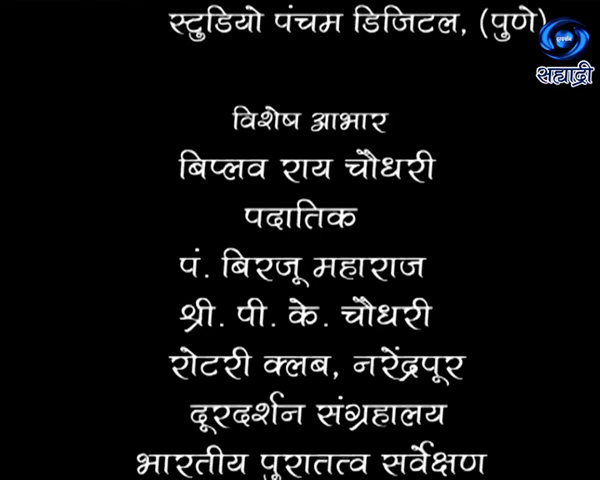 स्टुडियो पंचम डिजिटल, (पुणे)
सह्याद्री
विशेष आभार
बिप्लव राय चौधरी
पदातिक
पं. बिरजू महाराज
श्री. पी. के. चौधरी
रोटरी क्लब, नरेंद्रपूर
दूरदर्शन संग्रहालय
भारतीय पुरातत्व सर्वेक्षण